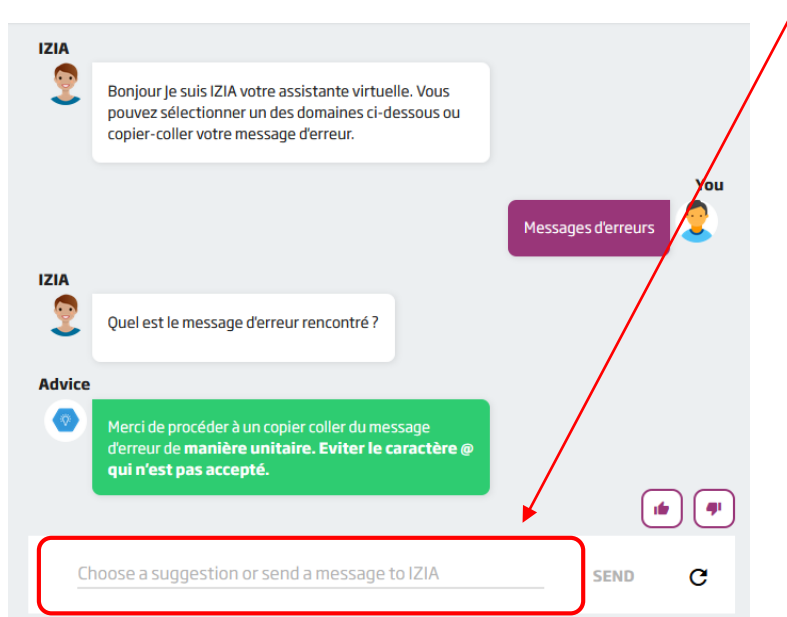 IZIA
Bonjour Je suis IZIA votre assistante virtuelle. Vous
pouvez sélectionner un des domaines ci-dessous ou
copier-coller votre message d'erreur.
You
Messages d'erreurs
IZIA
Quel est le message d'erreur rencontré ?
Advice
Merci de procéder à un copier coller du message
d'erreur de manière unitaire. Eviter le caractère @
qui n'est pas accepté.
Choose a suggestion or send a message to IZIA
SEND